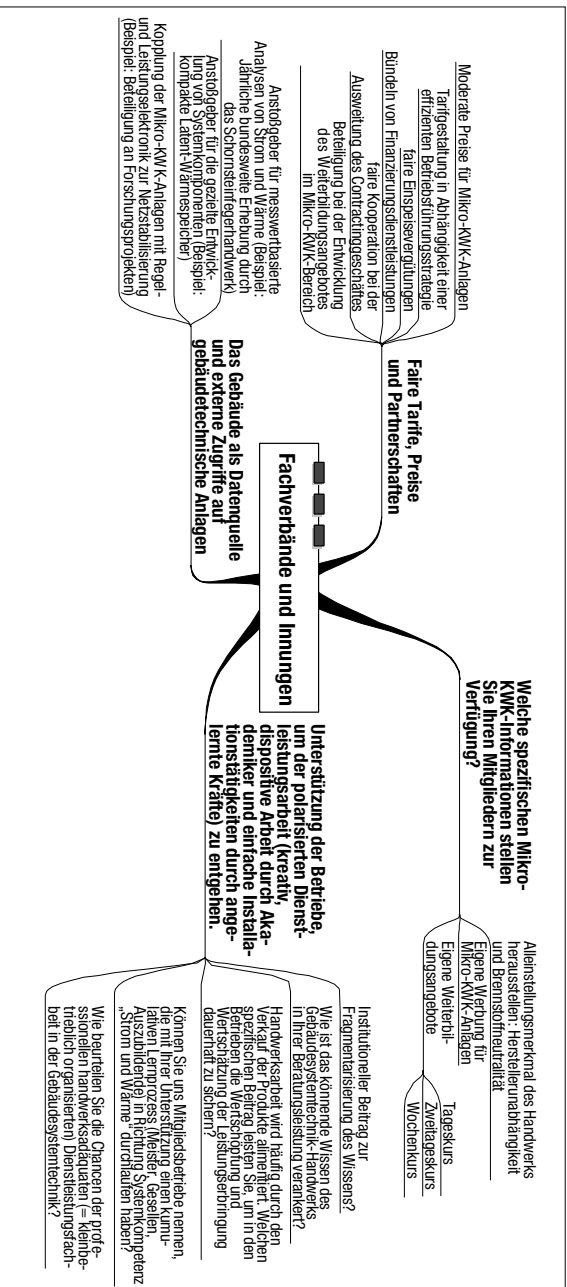 Fachverbände und Innungen
Faire Tarife, Preise
und Partnerschaften
Moderate Preise für Mikro-KWK-Anlagen
Tarifgestaltung in Abhängigkeit einer
effizienten Betriebsführungsstrategie
faire Einspeisevergütungen
Bündeln von Finanzierungsdienstleistungen
faire Kooperation bei der
Ausweitung des Contractinggeschäftes
Beteiligung bei der Entwicklung
des Weiterbildungsangebotes
im Mikro-KWK-Bereich
Das Gebäude als Datenquelle
und externe Zugriffe auf
gebäudetechnische Anlagen
Anstoßgeber für messwertbasierte
Analysen von Strom und Wärme (Beispiel:
Jährliche bundesweite Erhebung durch
das Schornsteinfegerhandwerk)
Anstoßgeber für die gezielte Entwick-
lung von Systemkomponenten (Beispiel:
kompakte Latent-Wärmespeicher)
Kopplung der Mikro-KWK-Anlagen mit Regel-
und Leistungselektronik zur Netzstabilisierung
(Beispiel: Beteiligung an Forschungsprojekten)
Welche spezifischen Mikro-
KWK-Informationen stellen
Sie Ihren Mitgliedern zur
Verfügung?
Alleinstellungsmerkmal des Handwerks
herausstellen: Herstellerunabhängigkeit
und Brennstoffneutralität
Eigene Werbung für
Mikro-KWK-Anlagen
Eigene Weiterbil-
dungsangebote
Tageskurs
Zweitageskurs
Wochenkurs
Unterstützung der Betriebe,
um der polarisierten Dienst-
leistungsarbeit (kreativ,
dispositive Arbeit durch Aka-
demiker und einfache Installa-
tionstätigkeiten durch ange-
lernte Kräfte) zu entgehen.
Institutioneller Beitrag zur
Fragmentarisierung des Wissens?
Wie ist das könnende Wissen des
Gebäudesystemtechnik-Handwerks
in Ihrer Beratungsleistung verankert?
Handwerksarbeit wird häufig durch den
Verkauf der Produkte alimentiert. Welchen
spezifischen Beitrag leisten Sie, um in den
Betrieben die Wertschöpfung und
Wertschätzung der Leistungserbringung
dauerhaft zu sichern?
Können Sie uns Mitgliedsbetriebe nennen,
die mit Ihrer Unterstützung einen kumu-
lativen Lernprozess (Meister, Gesellen,
Auszubildende) in Richtung Systemkompetenz
„Strom und Wärme“ durchlaufen haben?
Wie beurteilen Sie die Chancen der profe-
ssionellen handwerksadäquaten (= kleinbe-
trieblich organisierten) Dienstleistungsfach-
beit in der Gebäudesystemtechnik?